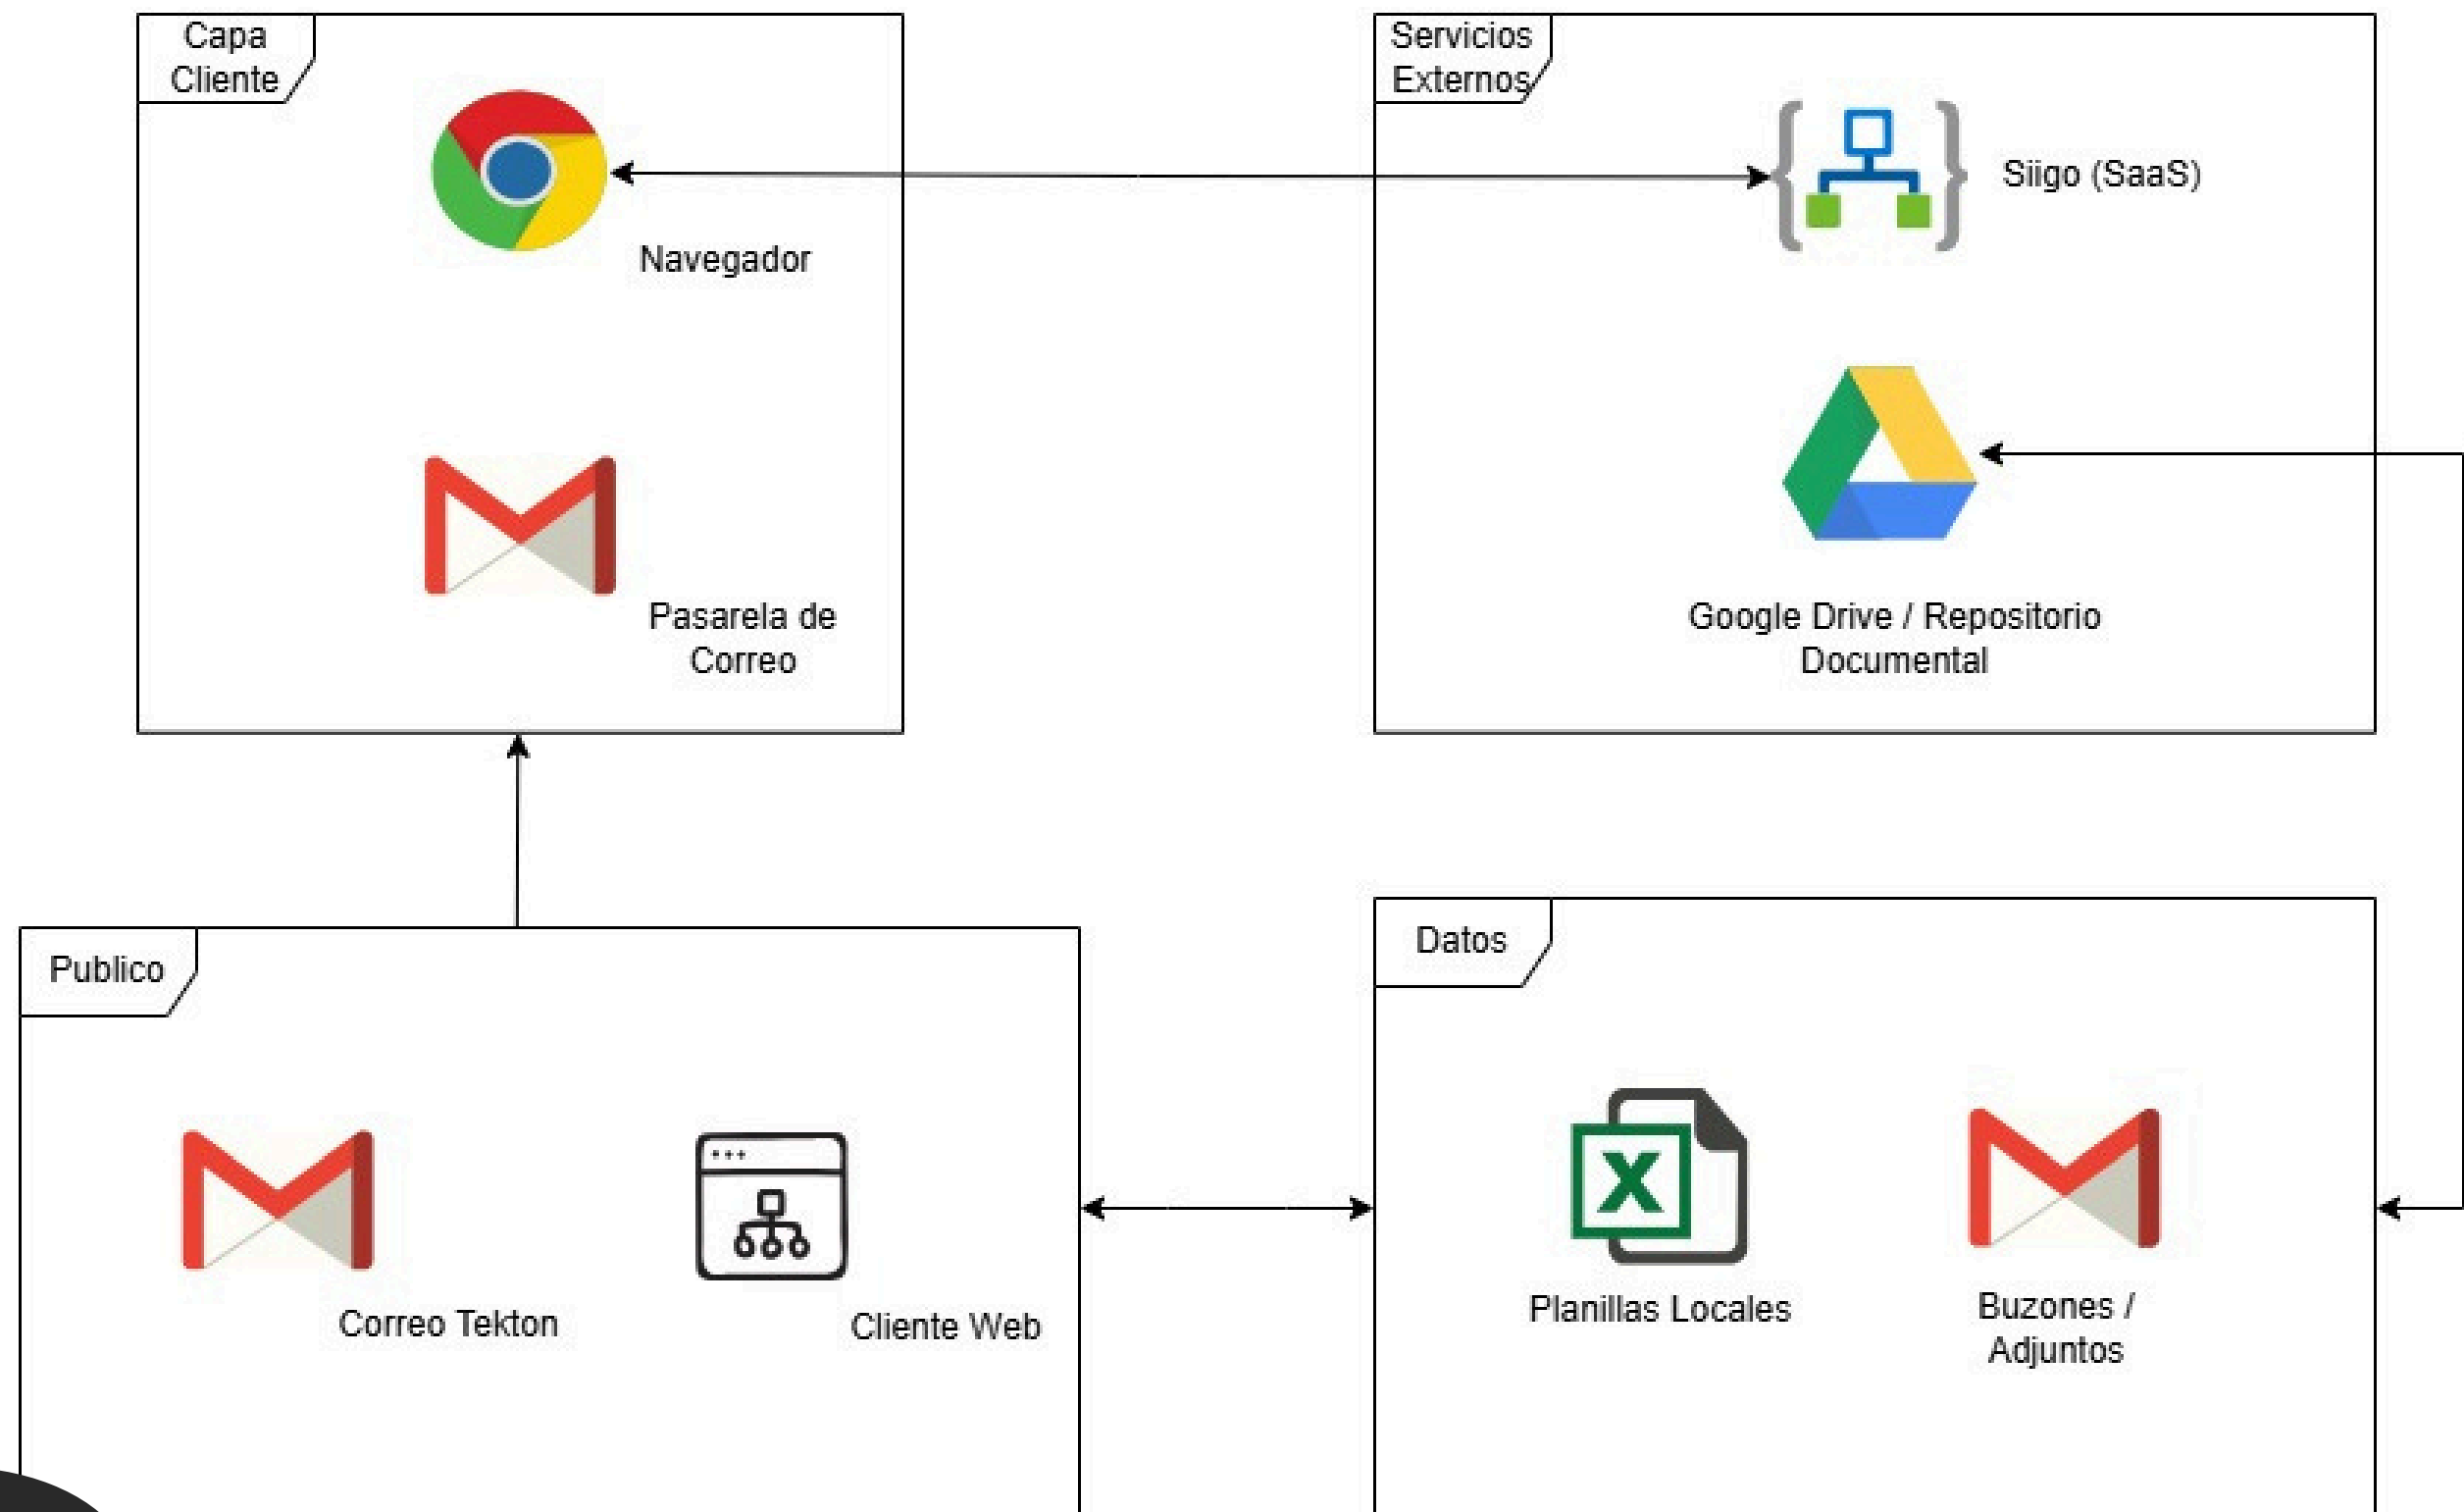 Capa
Cliente
Navegador
Pasarela de
Correo
Servicios
Externos
Siigo (SaaS)
Google Drive / Repositorio
Documental
Publico
Correo Tekton
Cliente Web
Datos
X
Planillas Locales
Buzones /
Adjuntos